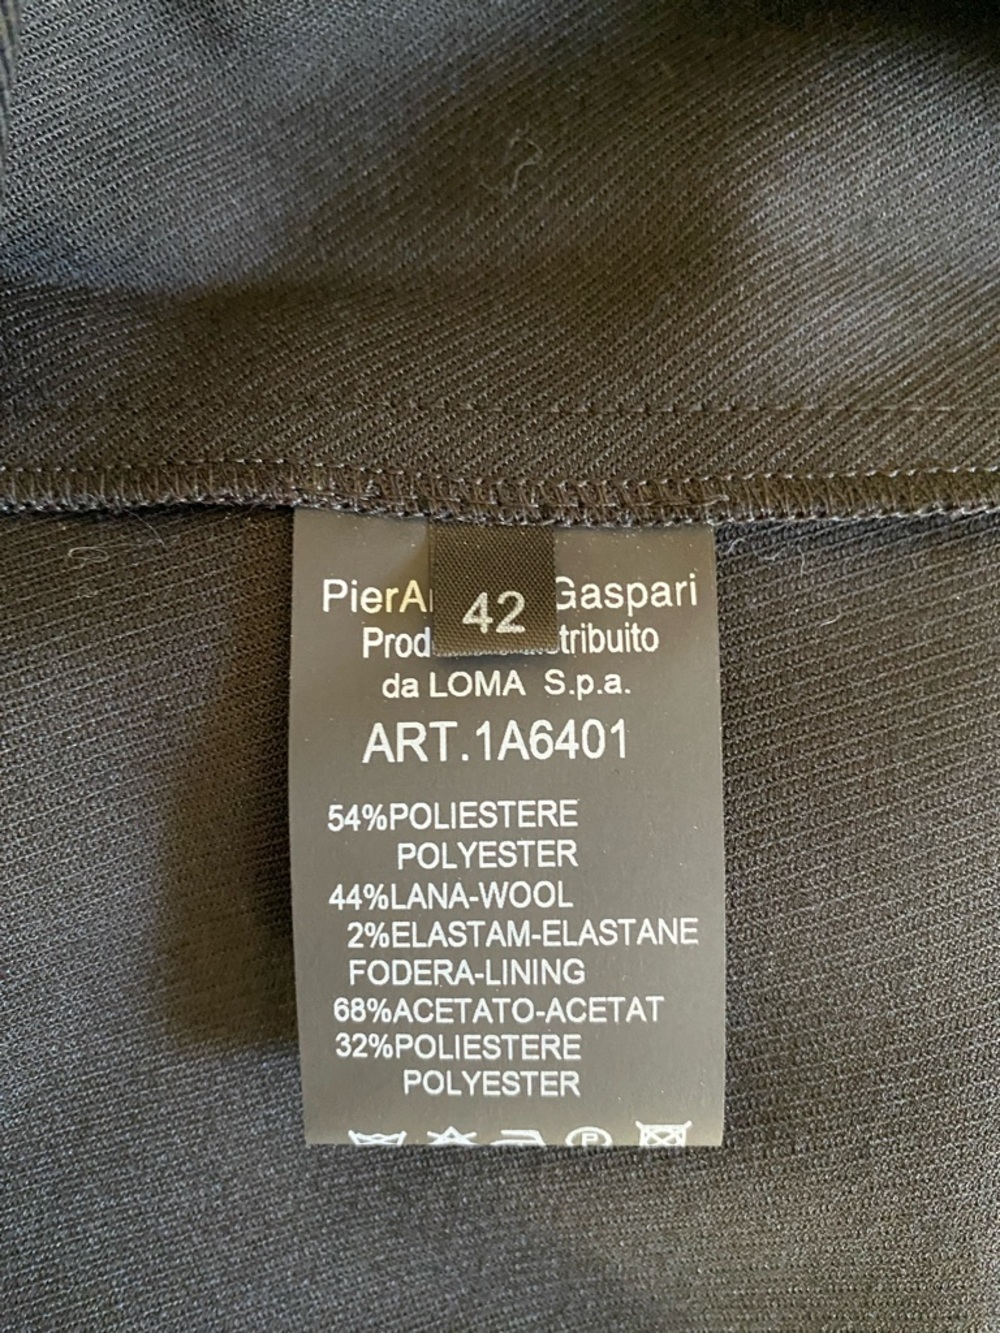 42
PierA Gaspari
Prod tribuito
da LOMA S.p.a.
ART.1A6401
54%POLIESTERE
POLYESTER
44%LANA-WOOL
2%ELASTAM-ELASTANE
FODERA-LINING
68%ACETATO-ACETAT
32%POLIESTERE
POLYESTER
P